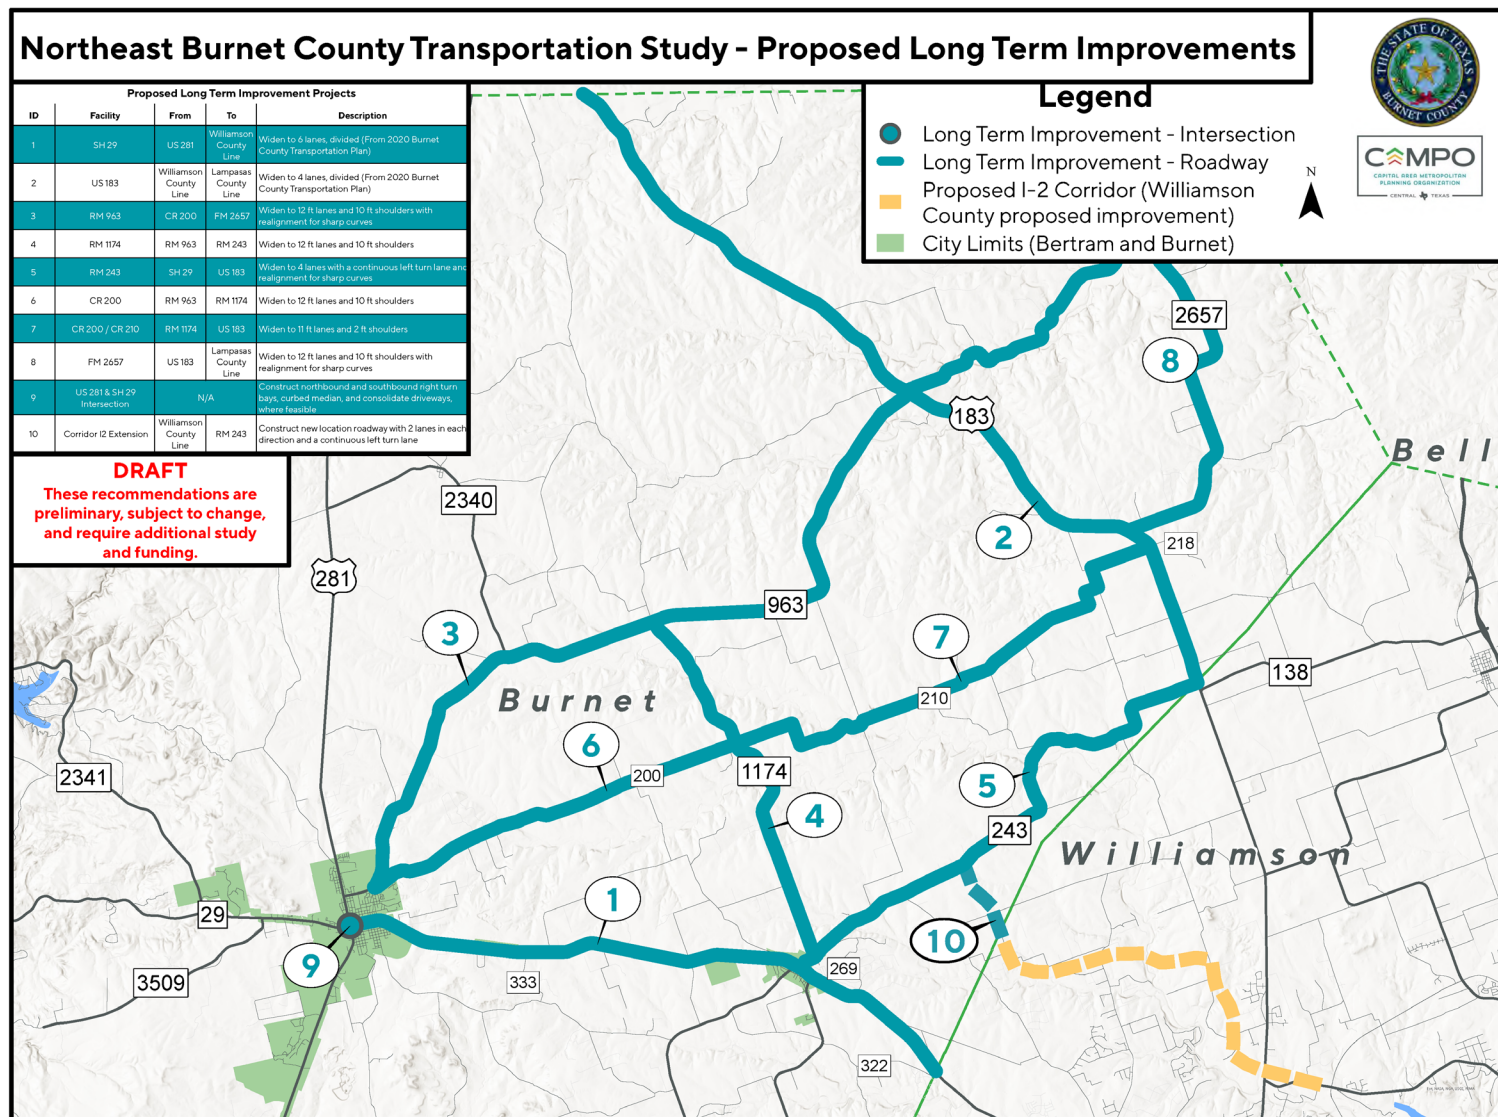 Northeast Burnet County Transportation Study - Proposed Long Term Improvements
THE STATE OF TEXAS
BURNET COUNTY
CAMPO
CAPITAL AREA METROPOLITAN
PLANNING ORGANIZATION
CENTRAL TEXAS
Proposed Long Term Improvement Projects
ID Facility From To Description
1 SH 29 US 281 Williamson County Line Widen to 6 lanes, divided (From 2020 Burnet County Transportation Plan)
2 US 183 Williamson County Line Lampasas County Line Widen to 4 lanes, divided (From 2020 Burnet County Transportation Plan)
3 RM 963 CR 200 FM 2657 Widen to 12 ft lanes and 10 ft shoulders with realignment for sharp curves
4 RM 1174 RM 963 RM 243 Widen to 12 ft lanes and 10 ft shoulders
5 RM 243 SH 29 US 183 Widen to 4 lanes with a continuous left turn lane and realignment for sharp curves
6 CR 200 RM 963 RM 1174 Widen to 12 ft lanes and 10 ft shoulders
7 CR 200 / CR 210 RM 1174 US 183 Widen to 11 ft lanes and 2 ft shoulders
8 FM 2657 US 183 Lampasas County Line Widen to 12 ft lanes and 10 ft shoulders with realignment for sharp curves
9 US 281 & SH 29 Intersection N/A Construct northbound and southbound right turn bays, curbed median, and consolidate driveways, where feasible
10 Corridor I2 Extension Williamson County Line RM 243 Construct new location roadway with 2 lanes in each direction and a continuous left turn lane
DRAFT
These recommendations are
preliminary, subject to change,
and require additional study
and funding.
Legend
Long Term Improvement - Intersection
Long Term Improvement - Roadway
Proposed I-2 Corridor (Williamson
County proposed improvement)
City Limits (Bertram and Burnet)
N
2657
8
183
Bell
2340
2
218
281
963
3
7
138
Burnet
210
6
200
1174
2341
5
4
243
Williamson
1
29
10
9
269
3509
333
322